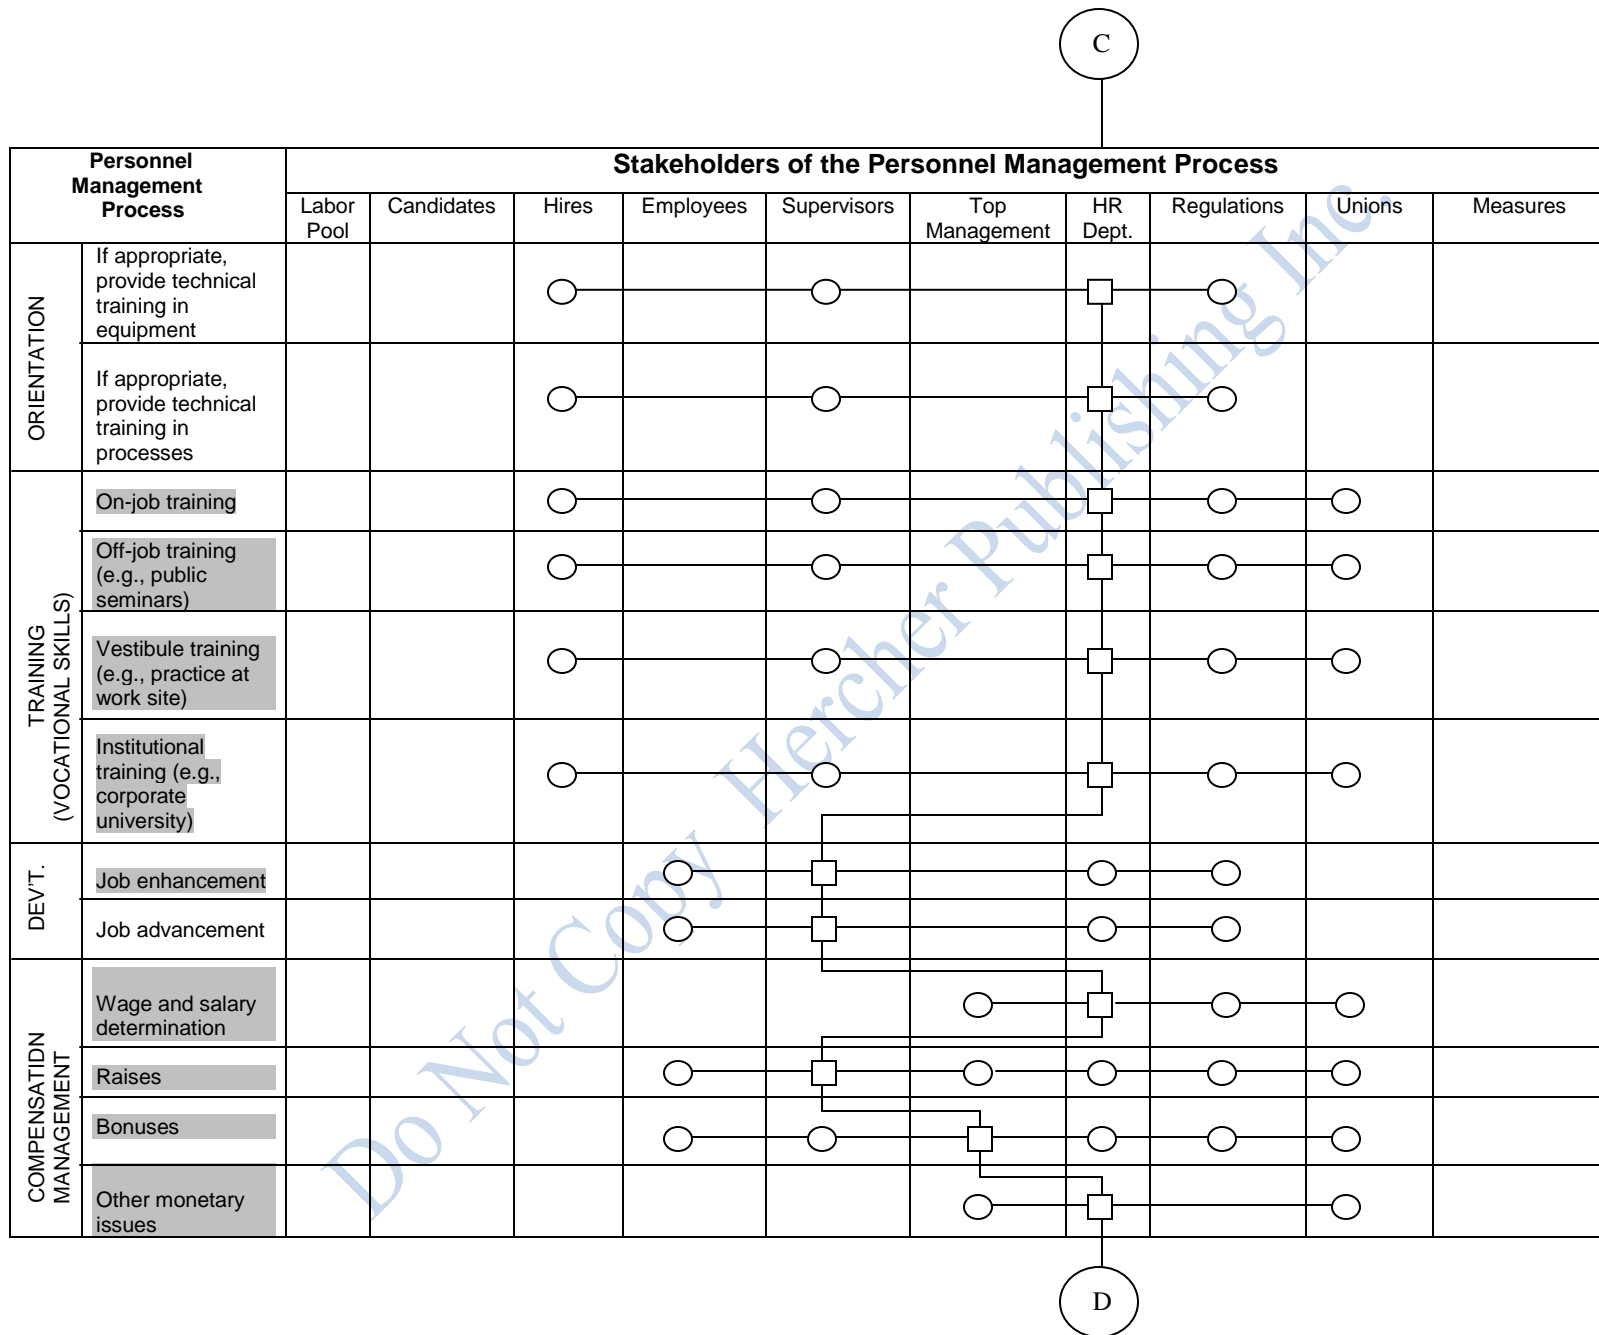 C
Personnel
Management
Process
Stakeholders of the Personnel Management Process
Labor
Pool
Candidates
Hires
Employees
Supervisors
Top
Management
HR
Dept.
Regulations
Unions
Measures
ORIENTATION
If appropriate,
provide technical
training in
equipment
If appropriate,
provide technical
training in
processes
TRAINING
(VOCATIONAL SKILLS)
On-job training
Off-job training
(e.g., public
seminars)
Vestibule training
(e.g., practice at
work site)
Institutional
training (e.g.,
corporate
university)
DEV'T.
Job enhancement
Job advancement
COMPENSATIDN
MANAGEMENT
Wage and salary
determination
Raises
Bonuses
Other monetary
issues
D
Do Not Copy Hercher Publishing Inc.